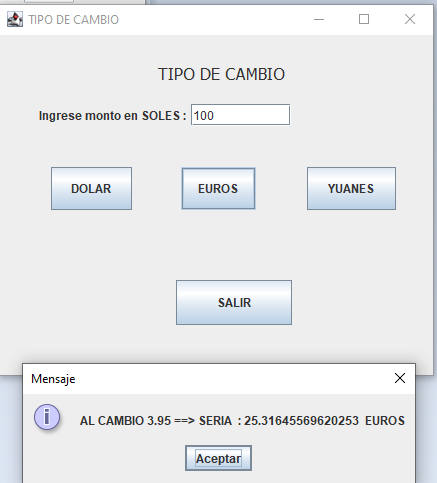 TIPO DE CAMBIO
TIPO DE CAMBIO
Ingrese monto en SOLES : 100
DOLAR EUROS YUANES
SALIR
Mensaje
AL CAMBIO 3.95 ==> SERIA : 25.31645569620253 EUROS
Aceptar